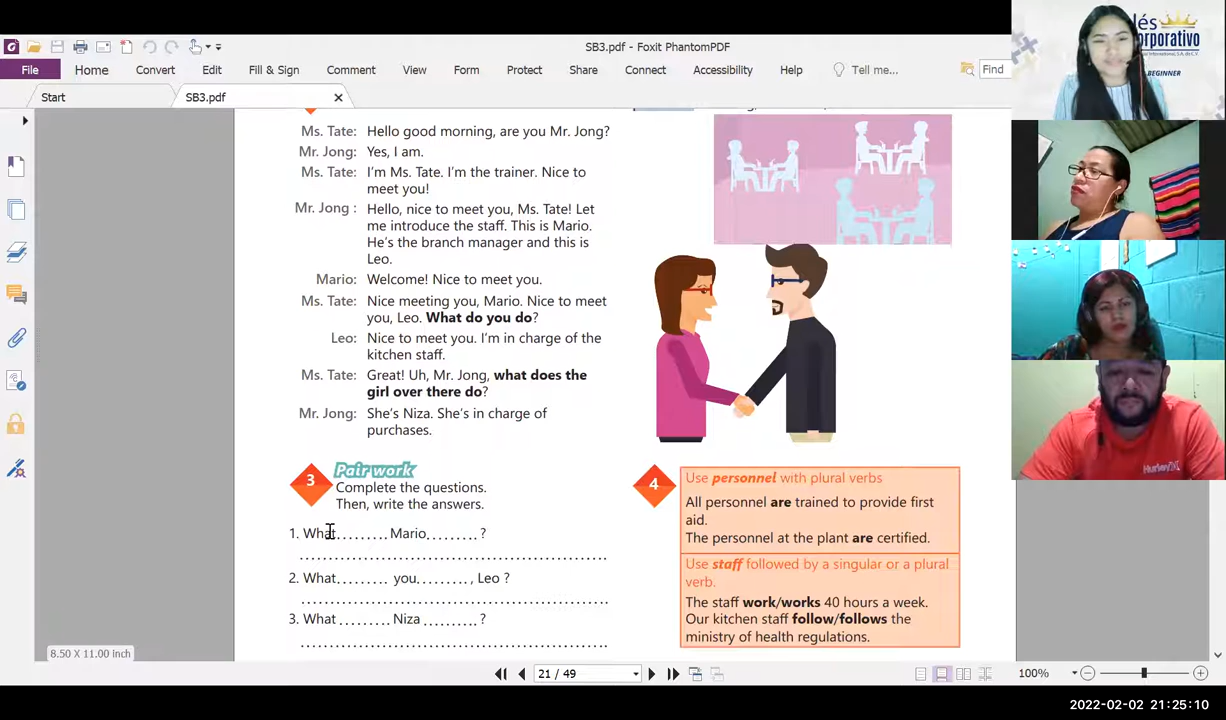 SB3.pdf - Foxit PhantomPDF
File Home Convert Edit Fill & Sign Comment View Form Protect Share Connect Accessibility Help Tell me... Find
Start SB3.pdf
Ms. Tate: Hello good morning, are you Mr. Jong?
Mr. Jong: Yes, I am.
Ms. Tate: I'm Ms. Tate. I'm the trainer. Nice to
meet you!
Mr. Jong : Hello, nice to meet you, Ms. Tate! Let
me introduce the staff. This is Mario.
He's the branch manager and this is
Leo.
Mario: Welcome! Nice to meet you.
Ms. Tate: Nice meeting you, Mario. Nice to meet
you, Leo. What do you do?
Leo: Nice to meet you. I'm in charge of the
kitchen staff.
Ms. Tate: Great! Uh, Mr. Jong, what does the
girl over there do?
Mr. Jong: She's Niza. She's in charge of
purchases.
3 Pair work
Complete the questions.
Then, write the answers.
1. What......... Mario......... ?
2. What......... you........., Leo ?
3. What ......... Niza .......... ?
4
Use personnel with plural verbs
All personnel are trained to provide first
aid.
The personnel at the plant are certified.
Use staff followed by a singular or a plural
verb.
The staff work/works 40 hours a week.
Our kitchen staff follow/follows the
ministry of health regulations.
8.50 x 11.00 inch
21 / 49
100%
lés
orporativo
BEGINNER
Hurley
2022-02-02 21:25:10